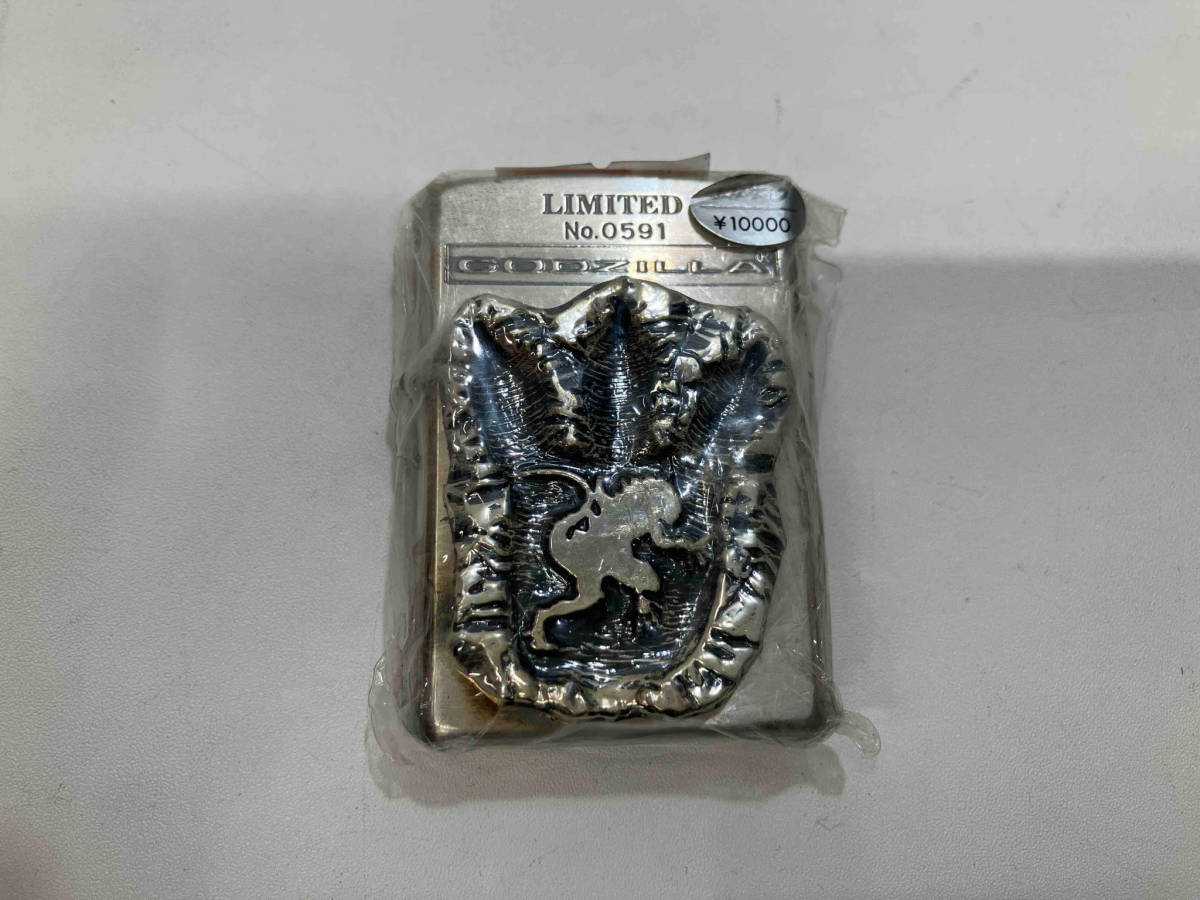 LIMITED
No.0591
¥10000
GODZILLA